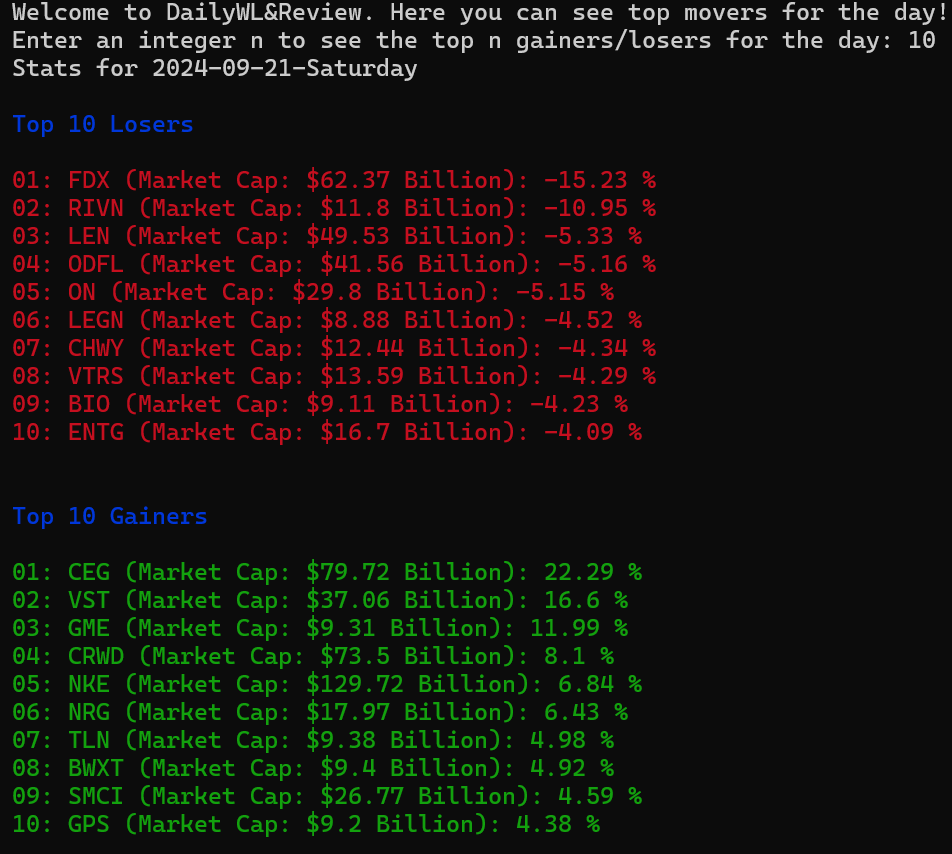 Welcome to DailyWL&Review. Here you can see top movers for the day!
Enter an integer n to see the top n gainers/losers for the day: 10
Stats for 2024-09-21-Saturday
Top 10 Losers
01: FDX (Market Cap: $62.37 Billion): -15.23 %
02: RIVN (Market Cap: $11.8 Billion): -10.95 %
03: LEN (Market Cap: $49.53 Billion): -5.33 %
04: ODFL (Market Cap: $41.56 Billion): -5.16 %
05: ON (Market Cap: $29.8 Billion): -5.15 %
06: LEGN (Market Cap: $8.88 Billion): -4.52 %
07: CHWY (Market Cap: $12.44 Billion): -4.34 %
08: VTRS (Market Cap: $13.59 Billion): -4.29 %
09: BIO (Market Cap: $9.11 Billion): -4.23 %
10: ENTG (Market Cap: $16.7 Billion): -4.09 %
Top 10 Gainers
01: CEG (Market Cap: $79.72 Billion): 22.29 %
02: VST (Market Cap: $37.06 Billion): 16.6 %
03: GME (Market Cap: $9.31 Billion): 11.99 %
04: CRWD (Market Cap: $73.5 Billion): 8.1 %
05: NKE (Market Cap: $129.72 Billion): 6.84 %
06: NRG (Market Cap: $17.97 Billion): 6.43 %
07: TLN (Market Cap: $9.38 Billion): 4.98 %
08: BWXT (Market Cap: $9.4 Billion): 4.92 %
09: SMCI (Market Cap: $26.77 Billion): 4.59 %
10: GPS (Market Cap: $9.2 Billion): 4.38 %